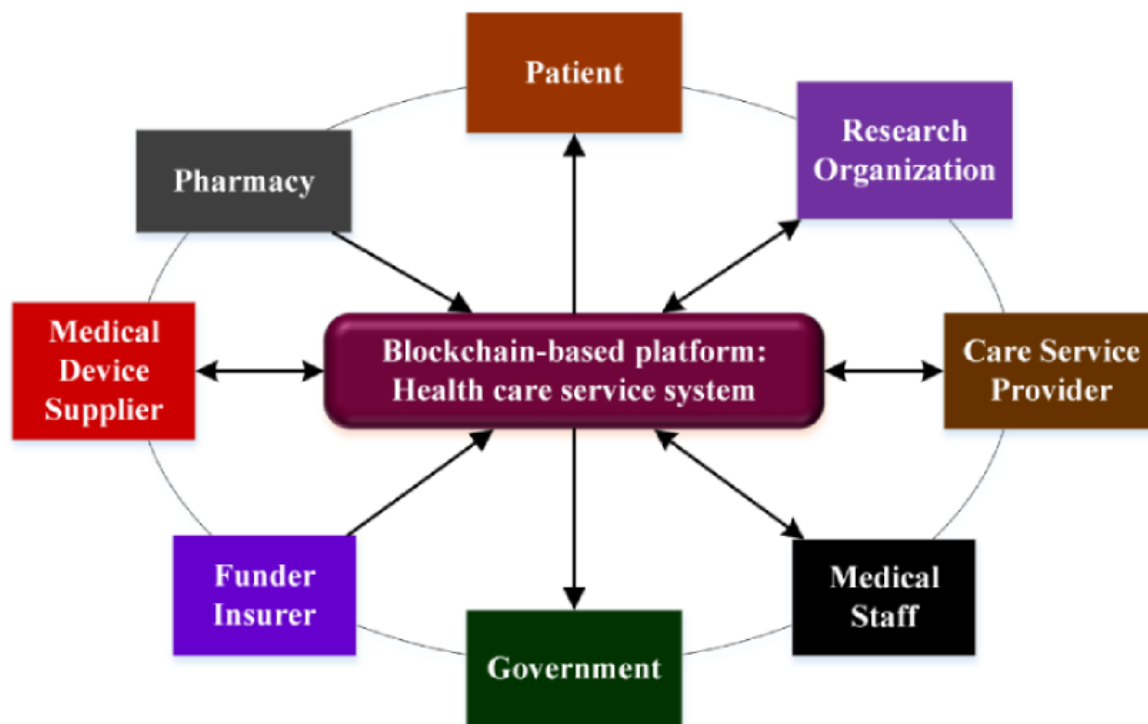 Patient
Research
Organization
Pharmacy
Medical
Device
Supplier
Blockchain-based platform:
Health care service system
Care Service
Provider
Funder
Insurer
Medical
Staff
Government